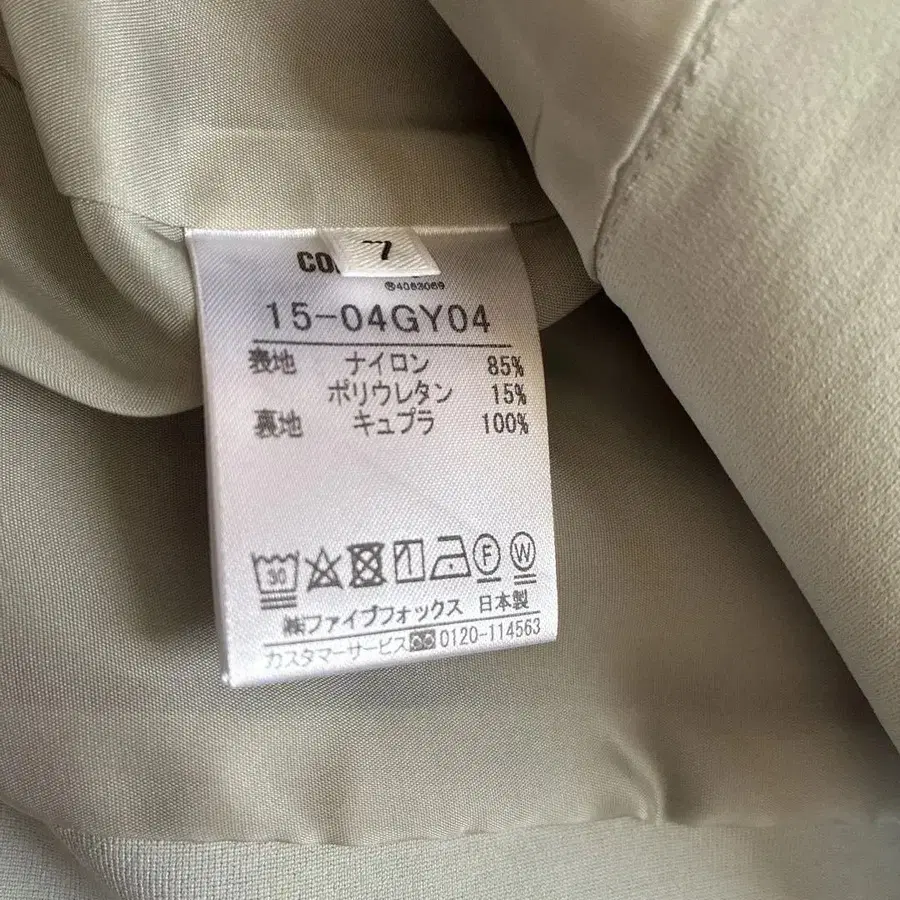 7
Ⓢ4083069
15-04GY04
表地 ナイロン 85%
ポリウレタン 15%
裏地 キュプラ 100%
30 F W
㈱ファイブフォックス 日本製
カスタマーサービス 0120-114563